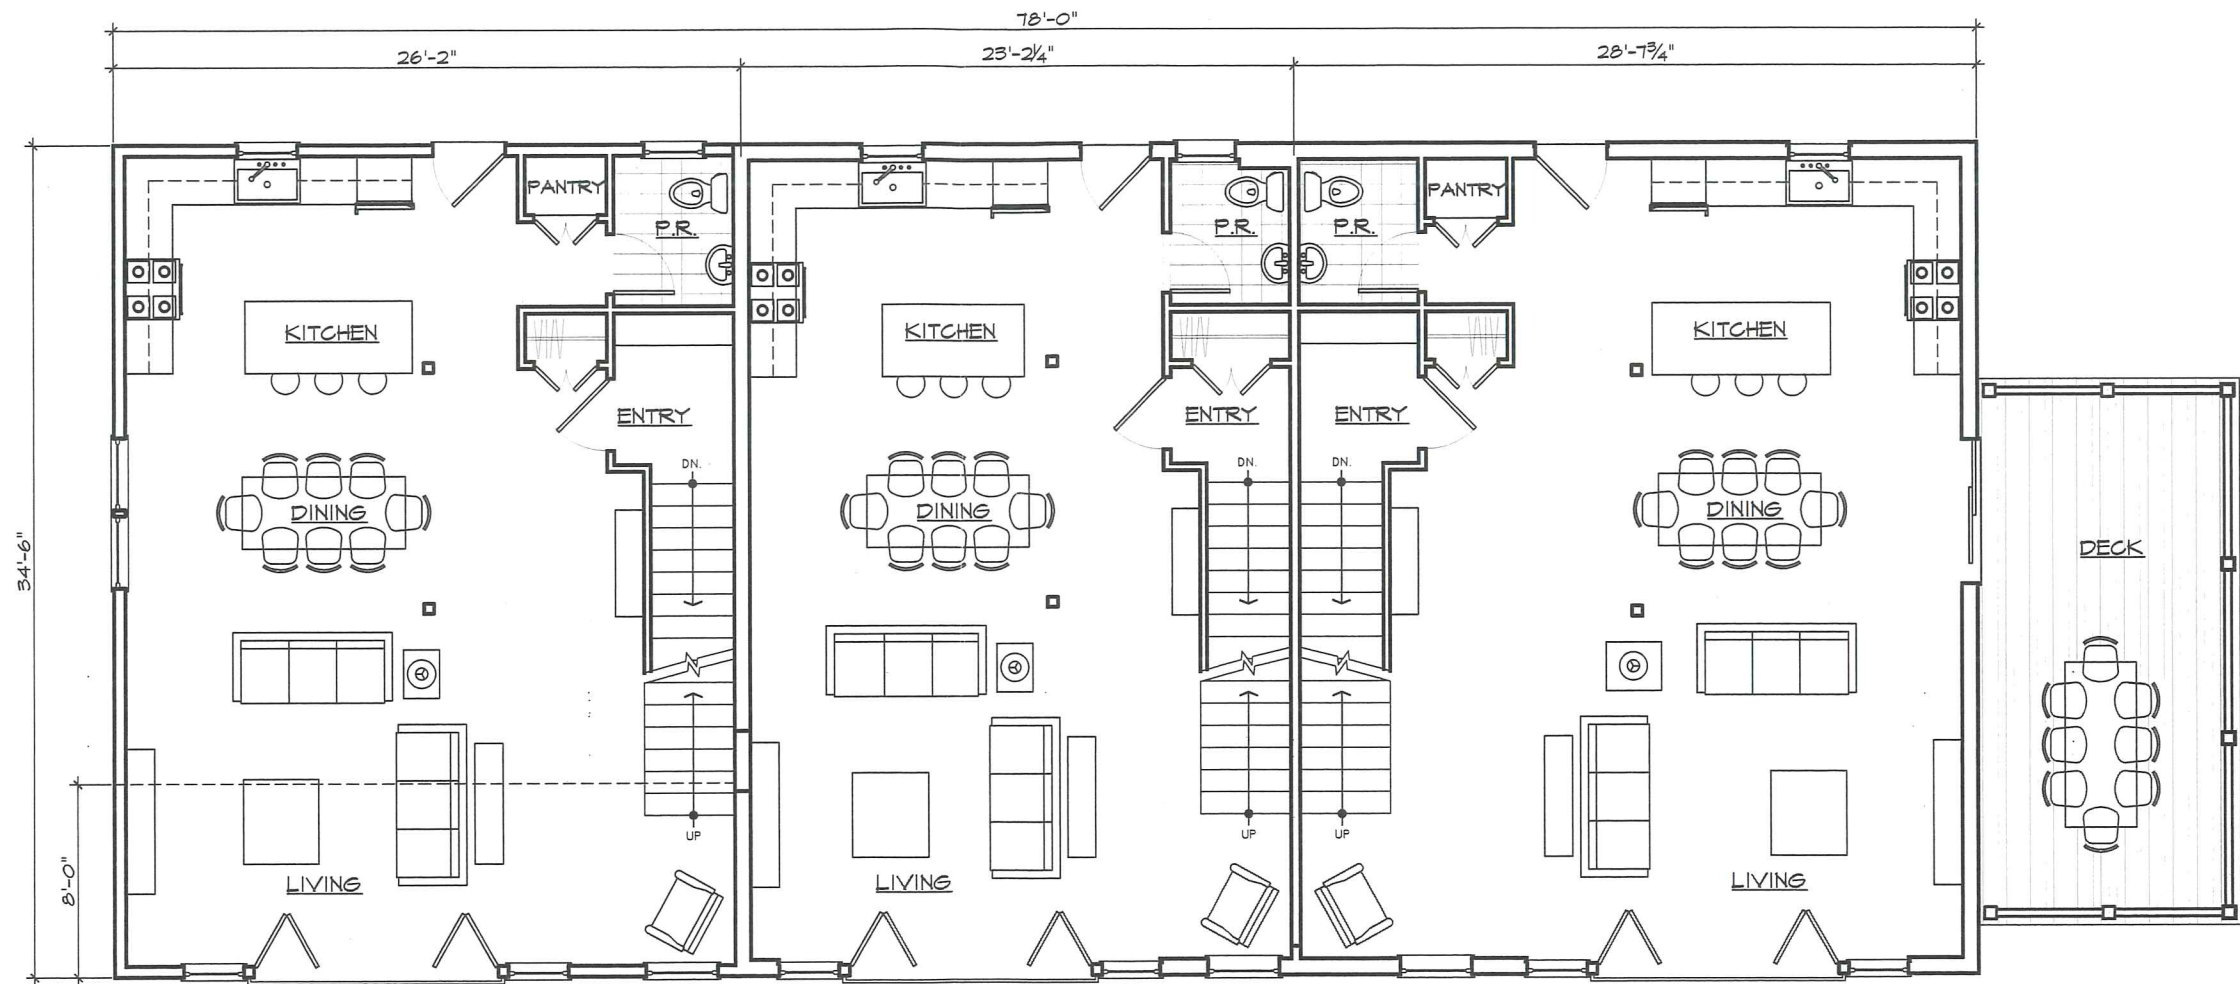 78'-0"
26'-2"
23'-2¼"
28'-7¾"
PANTRY
PANTRY
P.R.
P.R.
P.R.
KITCHEN
KITCHEN
KITCHEN
ENTRY
ENTRY
ENTRY
DN.
DN.
DN.
DINING
DINING
DINING
34'-6"
DECK
UP
UP
UP
8'-0"
LIVING
LIVING
LIVING